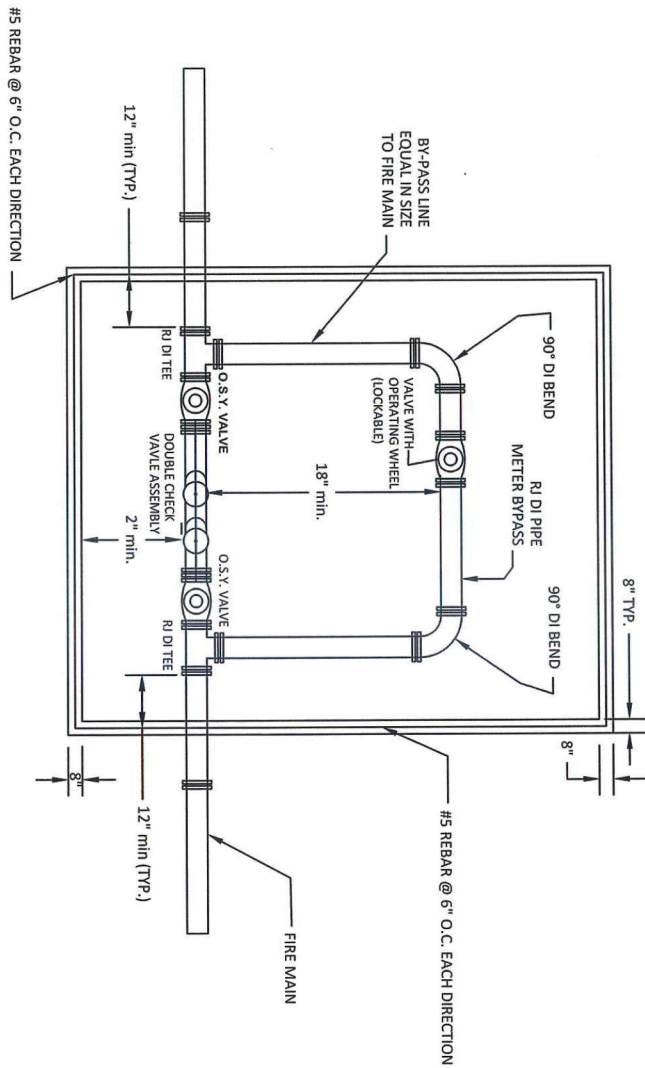 #5 REBAR @ 6" O.C. EACH DIRECTION
12" min (TYP.)
BY-PASS LINE
EQUAL IN SIZE
TO FIRE MAIN
90° DI BEND
VALVE WITH
OPERATING WHEEL
(LOCKABLE)
RJ DI TEE
O.S.Y. VALVE
DOUBLE CHECK
VAVLE ASSEMBLY
18" min.
2" min.
RJ DI PIPE
METER BYPASS
O.S.Y. VALVE
RJ DI TEE
90° DI BEND
8" TYP.
8"
8"
12" min (TYP.)
#5 REBAR @ 6" O.C. EACH DIRECTION
FIRE MAIN